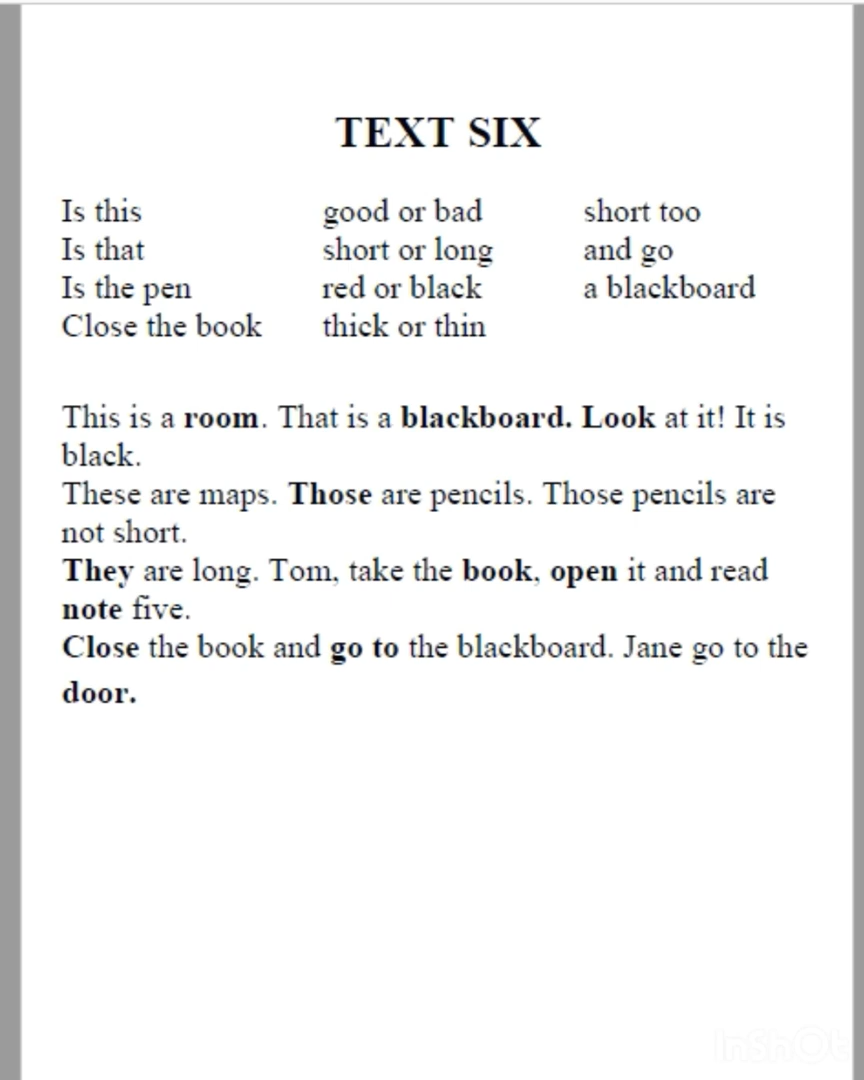 TEXT SIX
Is this good or bad short too
Is that short or long and go
Is the pen red or black a blackboard
Close the book thick or thin
This is a room. That is a blackboard. Look at it! It is
black.
These are maps. Those are pencils. Those pencils are
not short.
They are long. Tom, take the book, open it and read
note five.
Close the book and go to the blackboard. Jane go to the
door.
InShOt